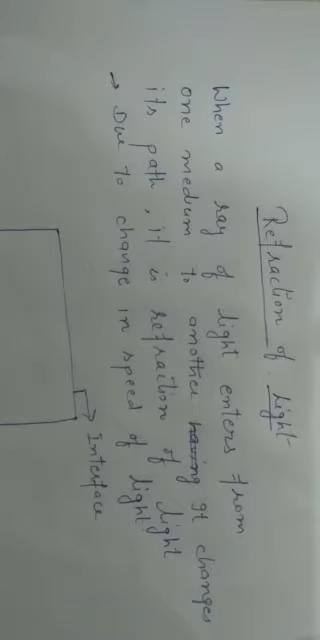 Refraction of light
When a ray of light enters from
one medium to another having It changes
its path, it is refraction of light
→ Due to change in speed of light
Interface